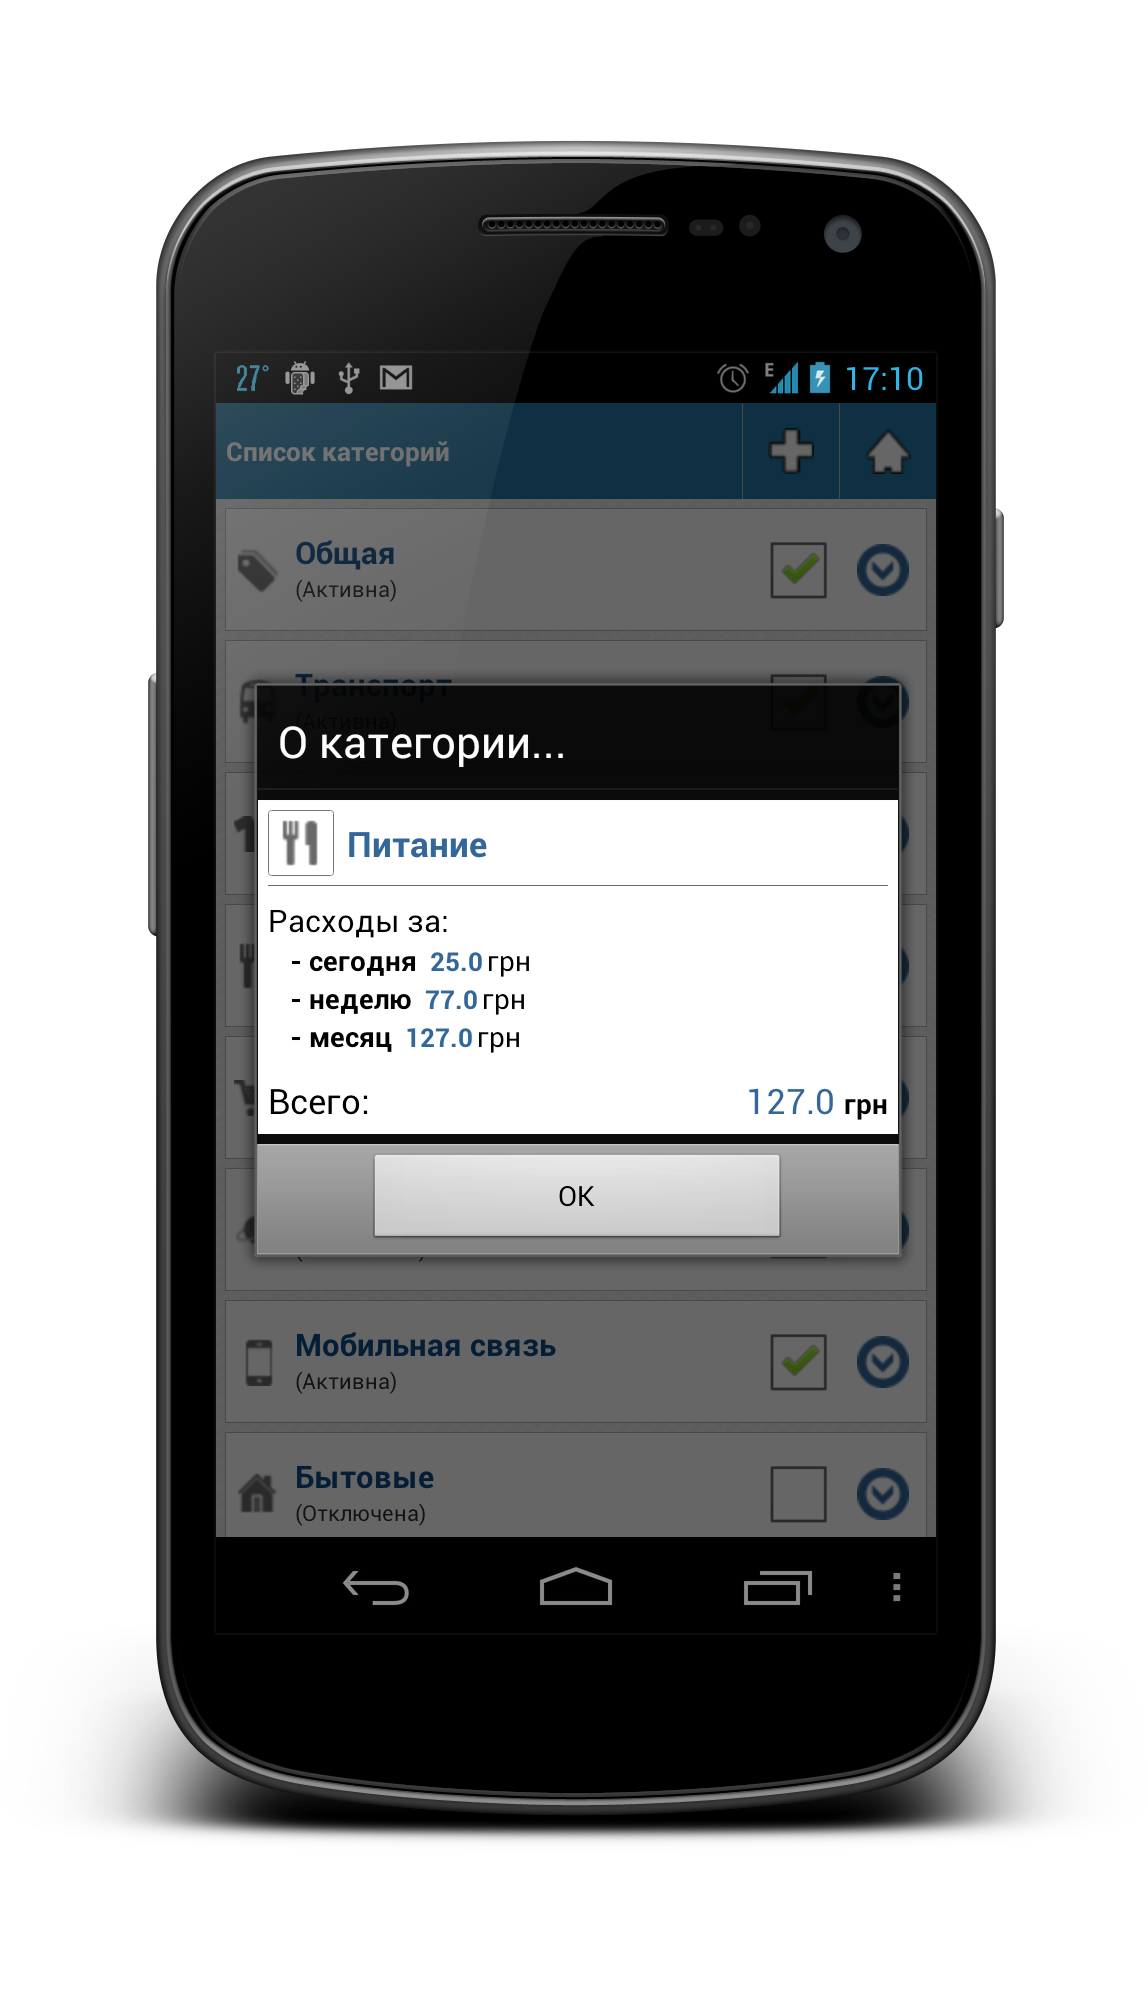 27°
E
17:10
Список категорий
Общая
(Активна)
Транспорт
(Активна)
О категории...
Питание
Расходы за:
- сегодня 25.0 грн
- неделю 77.0 грн
- месяц 127.0 грн
Всего: 127.0 грн
OK
Мобильная связь
(Активна)
Бытовые
(Отключена)